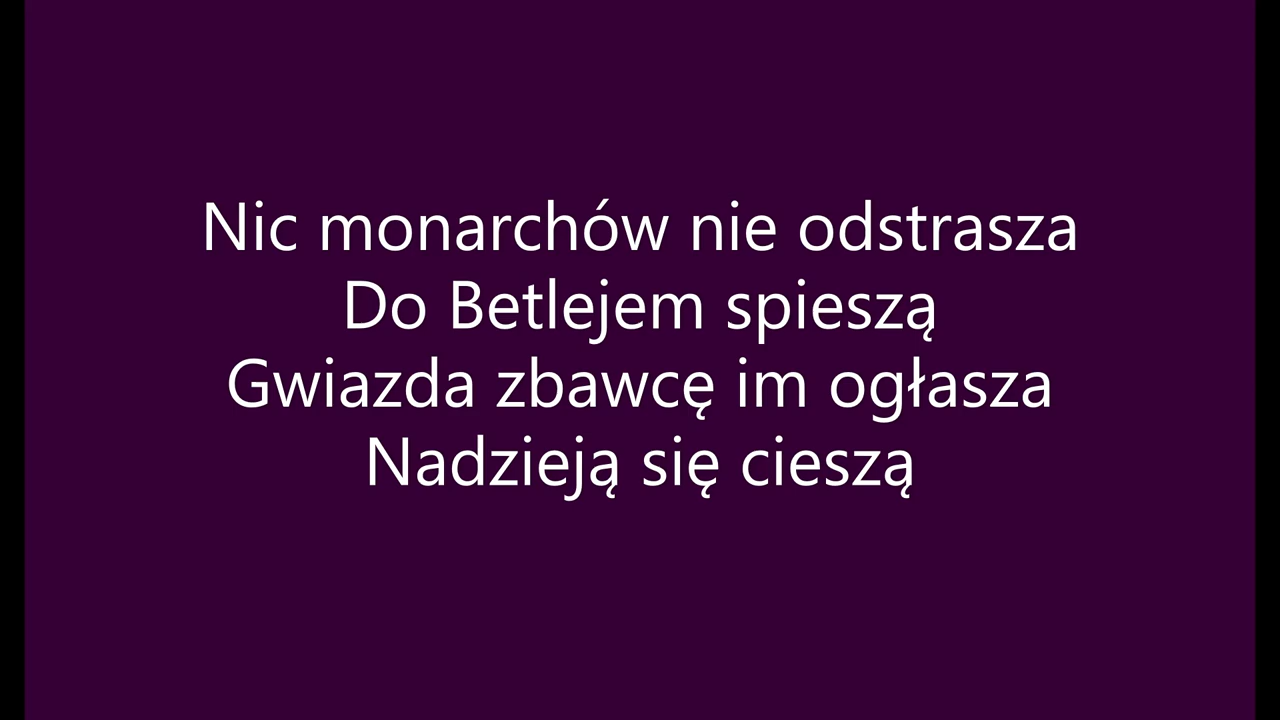 Nic monarchów nie odstrasza
Do Betlejem spieszą
Gwiazda zbawcę im ogłasza
Nadzieją się cieszą